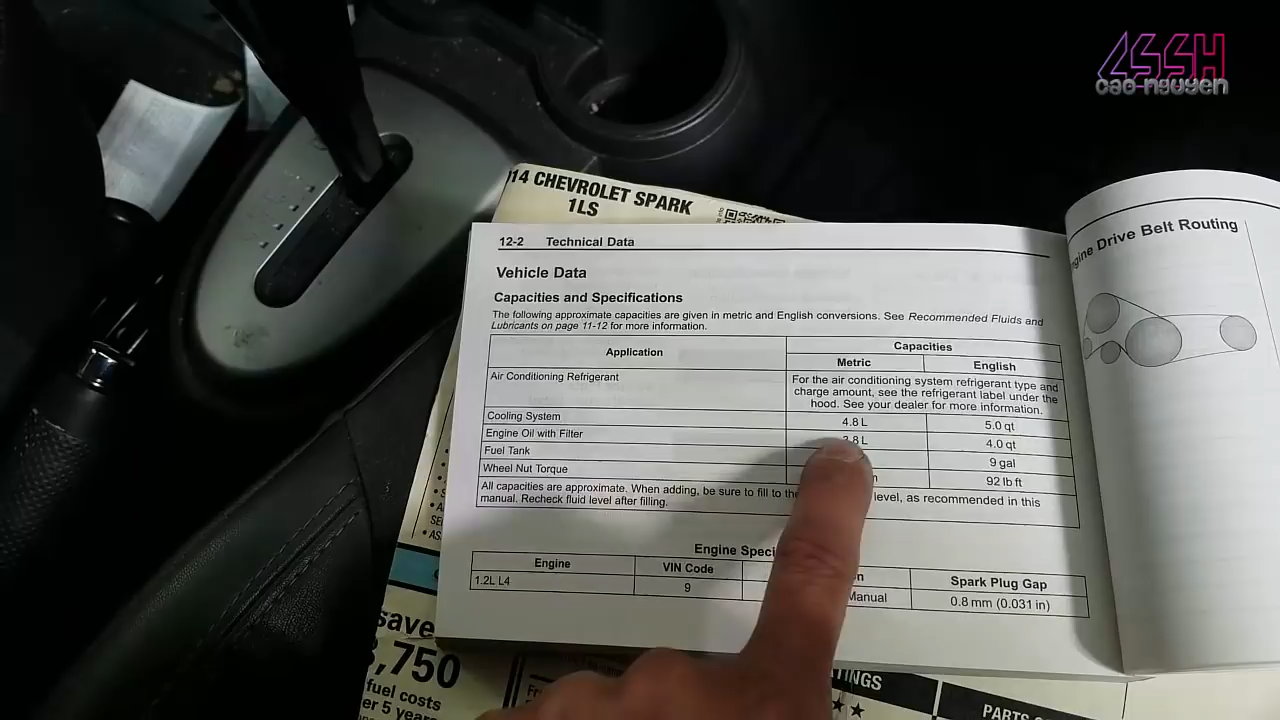 LSSH
cao-nguyen
14 CHEVROLET SPARK
1LS
12-2 Technical Data
Vehicle Data
Capacities and Specifications
The following approximate capacities are given in metric and English conversions. See Recommended Fluids and
Lubricants on page 11-12 for more information.
Application
Capacities
Metric
English
Air Conditioning Refrigerant
For the air conditioning system refrigerant type and
charge amount, see the refrigerant label under the
hood. See your dealer for more information.
Cooling System 4.8 L 5.0 qt
Engine Oil with Filter 3.8 L 4.0 qt
Fuel Tank 9 gal
Wheel Nut Torque 92 lb ft
All capacities are approximate. When adding, be sure to fill to the level, as recommended in this
manual. Recheck fluid level after filling.
Engine Speci
Engine VIN Code Spark Plug Gap
1.2L L4 9 Manual 0.8 mm (0.031 in)
Engine Drive Belt Routing
save
,750
fuel costs
5 years
TINGS
PARTS